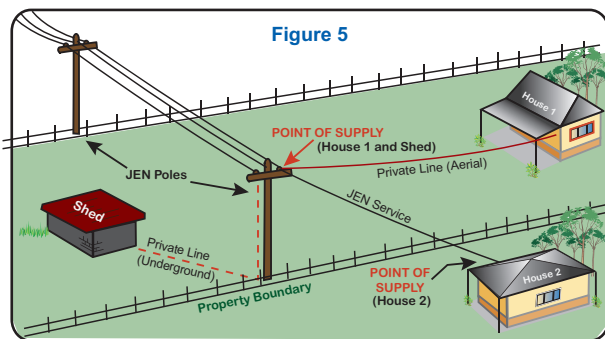 Figure 5
House 1
POINT OF SUPPLY
(House 1 and Shed)
JEN Poles
Private Line (Aerial)
Shed
JEN Service
Private Line
(Underground)
POINT OF
SUPPLY
(House 2)
House 2
Property Boundary